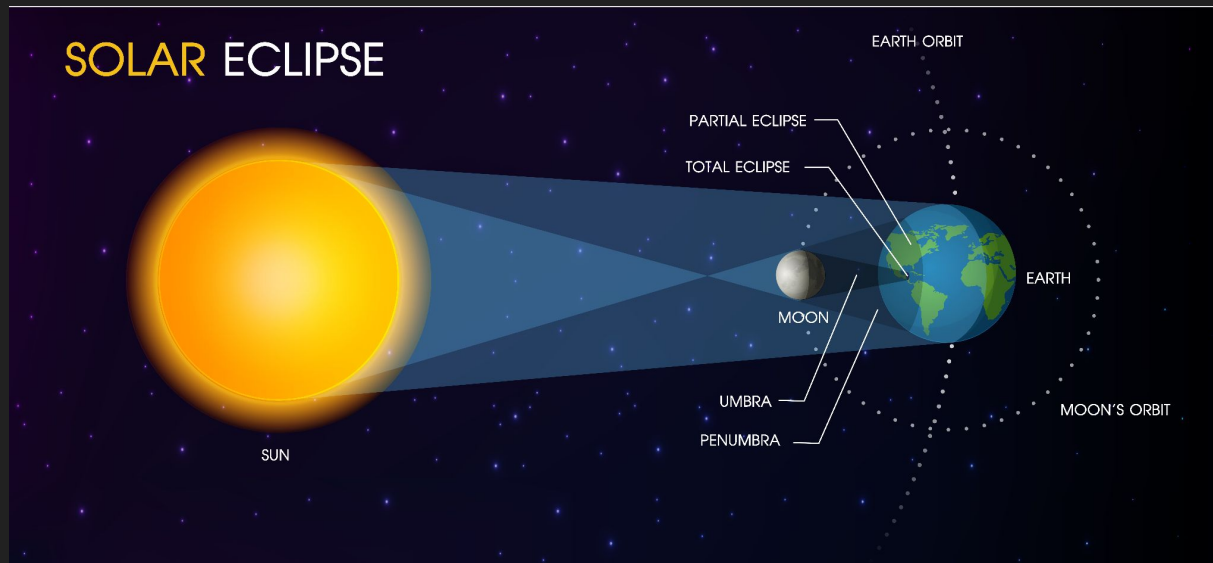 SOLAR ECLIPSE
EARTH ORBIT
PARTIAL ECLIPSE
TOTAL ECLIPSE
EARTH
MOON
UMBRA
MOON'S ORBIT
PENUMBRA
SUN